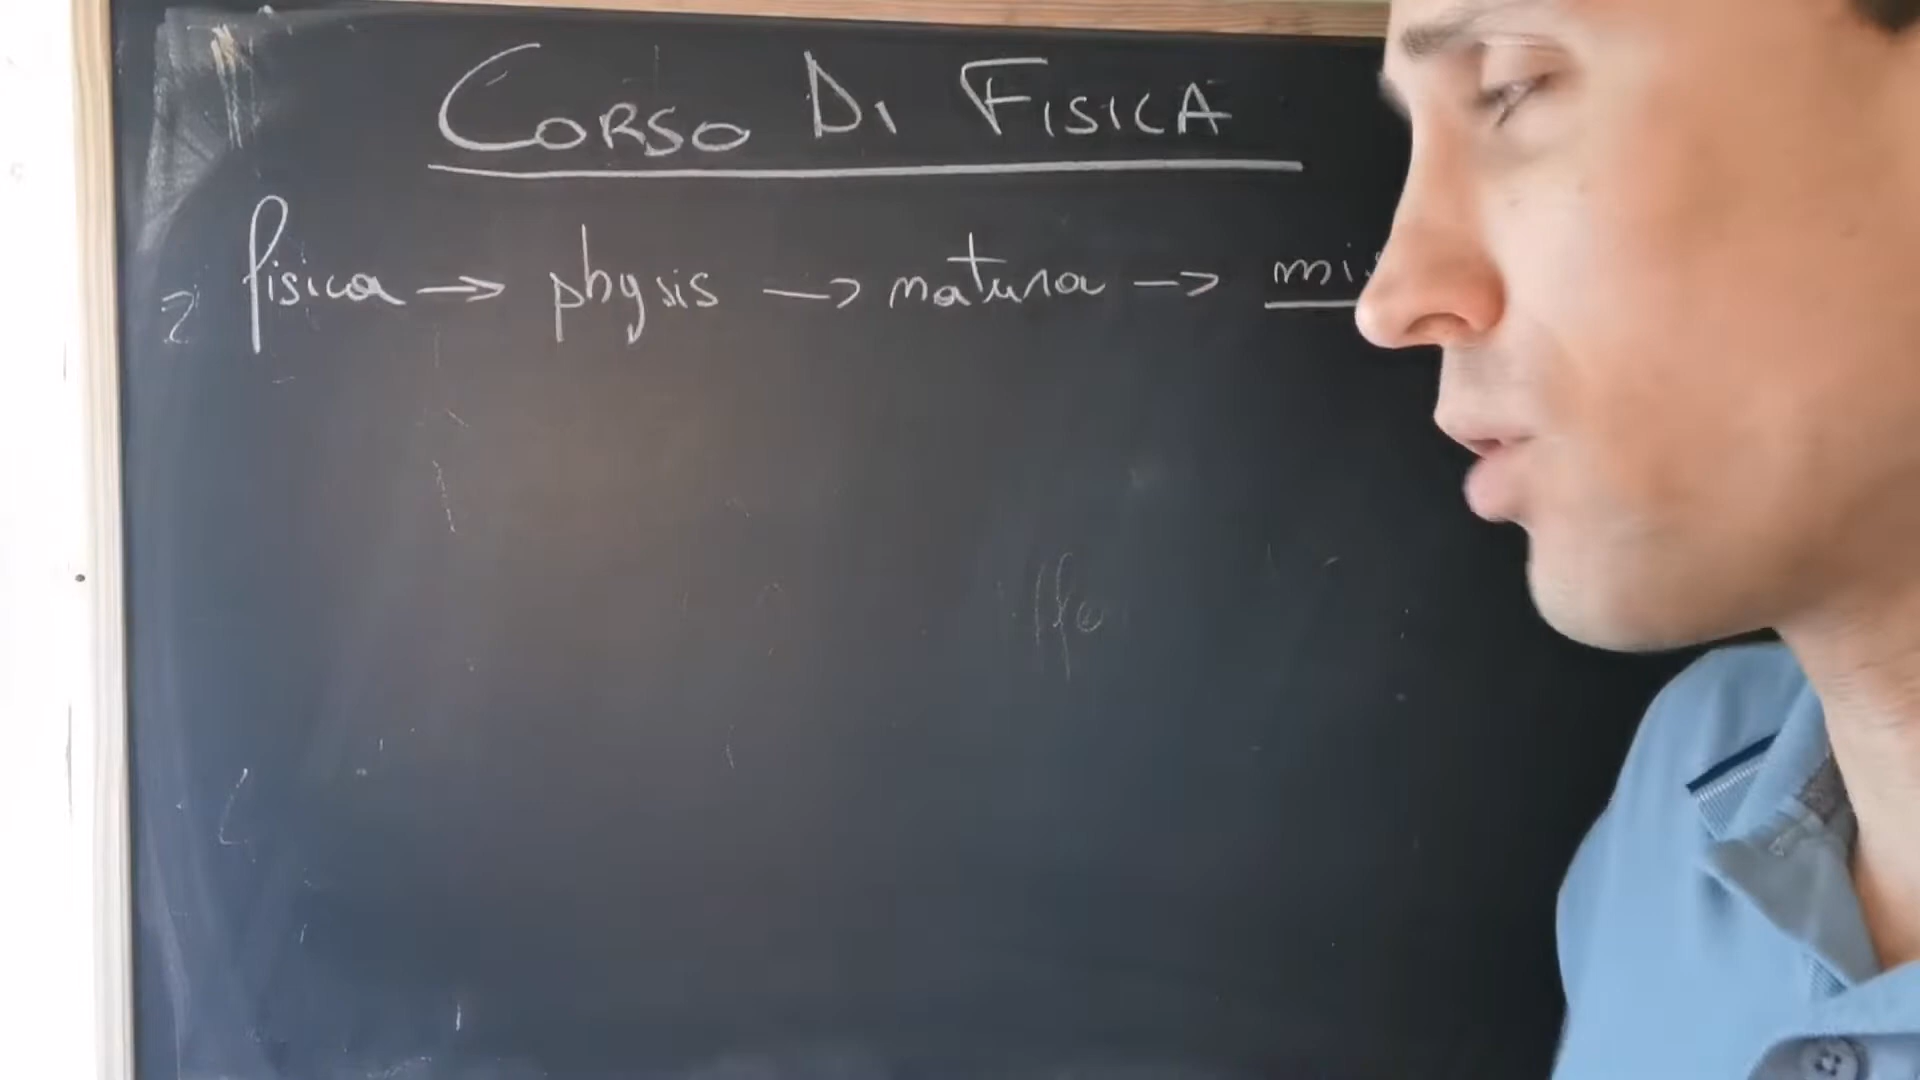 CORSO DI FISICA
fisica → physis → natura →